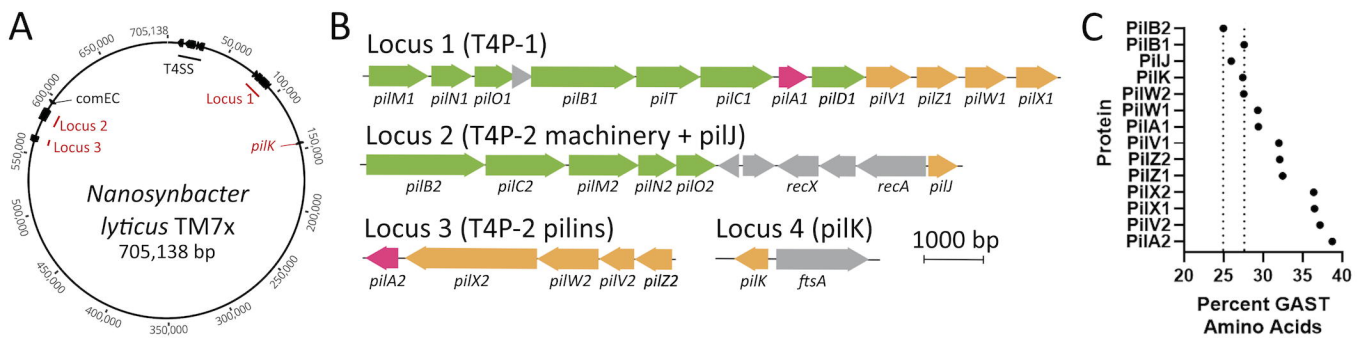 A
705,138
50,000
100,000
150,000
200,000
250,000
300,000
350,000
400,000
450,000
500,000
550,000
600,000
650,000
T4SS
Locus 1
pilK
comEC
Locus 2
Locus 3
Nanosynbacter
lyticus TM7x
705,138 bp
B
Locus 1 (T4P-1)
pilM1 pilN1 pilO1 pilB1 pilT pilC1 pilA1 pilD1 pilV1 pilZ1 pilW1 pilX1
Locus 2 (T4P-2 machinery + pilJ)
pilB2 pilC2 pilM2 pilN2 pilO2 recX recA pilJ
Locus 3 (T4P-2 pilins)
pilA2 pilX2 pilW2 pilV2 pilZ2
Locus 4 (pilK)
pilK ftsA
1000 bp
C
Protein
PilB2
PilB1
PilJ
PilK
PilW2
PilW1
PilA1
PilV1
PilZ2
PilZ1
PilX2
PilX1
PilV2
PilA2
20 25 30 35 40
Percent GAST
Amino Acids